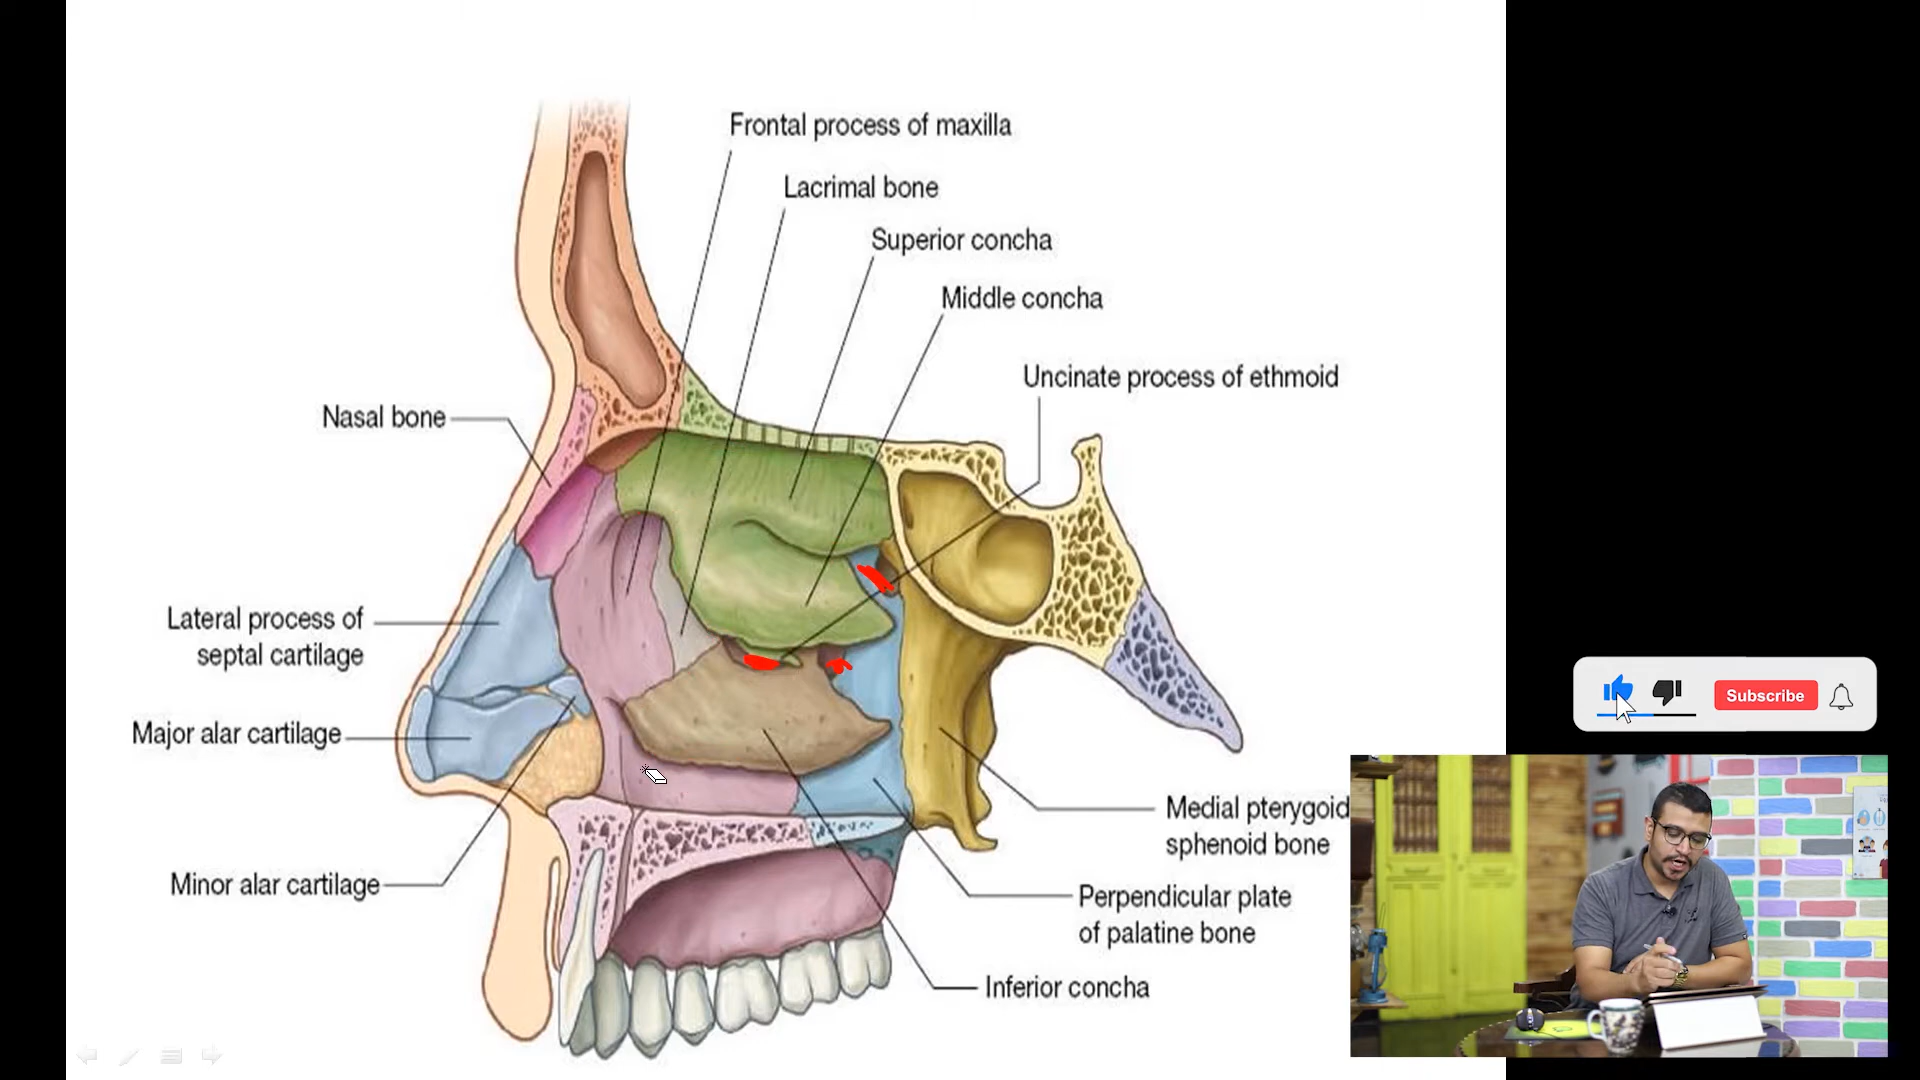 Frontal process of maxilla
Lacrimal bone
Superior concha
Middle concha
Uncinate process of ethmoid
Nasal bone
Lateral process of
septal cartilage
Major alar cartilage
Minor alar cartilage
Medial pterygoid
sphenoid bone
Perpendicular plate
of palatine bone
Inferior concha
Subscribe